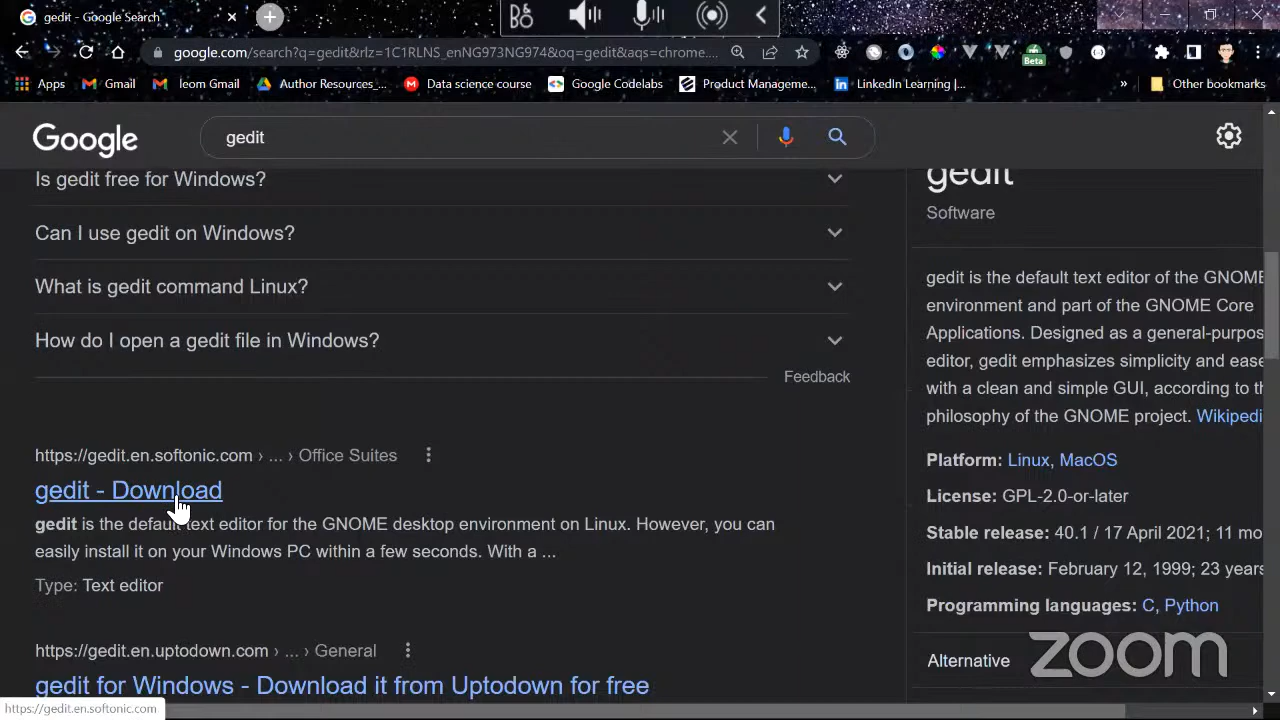 gedit - Google Search
google.com/search?q=gedit&rlz=1C1RLNS_enNG973NG974&oq=gedit&aqs=chrome....
Beta
Apps
Gmail
leom Gmail
Author Resources_...
Data science course
Google Codelabs
Product Manageme...
LinkedIn Learning |...
»
Other bookmarks
Google
gedit
Is gedit free for Windows?
Can I use gedit on Windows?
What is gedit command Linux?
How do I open a gedit file in Windows?
Feedback
https://gedit.en.softonic.com › ... › Office Suites
gedit - Download
gedit is the default text editor for the GNOME desktop environment on Linux. However, you can
easily install it on your Windows PC within a few seconds. With a ...
Type: Text editor
https://gedit.en.uptodown.com › ... › General
gedit for Windows - Download it from Uptodown for free
https://gedit.en.softonic.com
gedit
Software
gedit is the default text editor of the GNOME
environment and part of the GNOME Core
Applications. Designed as a general-purpos
editor, gedit emphasizes simplicity and ease
with a clean and simple GUI, according to th
philosophy of the GNOME project. Wikipedi
Platform: Linux, MacOS
License: GPL-2.0-or-later
Stable release: 40.1 / 17 April 2021; 11 mo
Initial release: February 12, 1999; 23 years
Programming languages: C, Python
Alternative
zoom